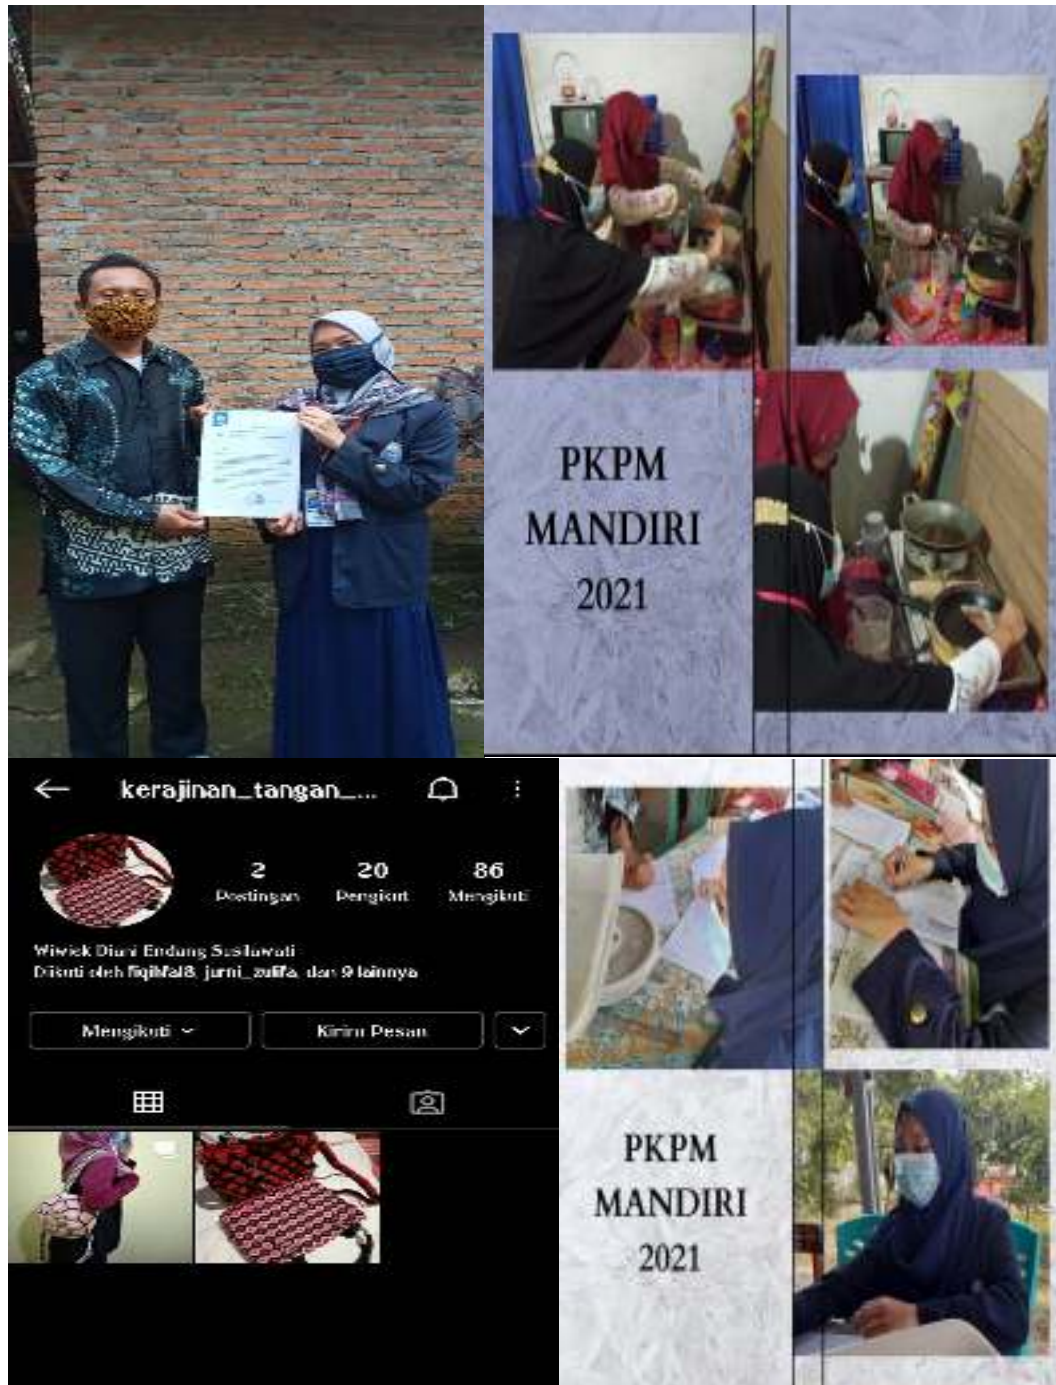 PKPM
MANDIRI
2021
kerajinan_tangan_...
2 20 86
Postingan Pengikut Mengikuti
Wiwiek Diani Endang Susilawati
Diikuti oleh fiqihfal8, jurni_zulifa, dan 9 lainnya
Mengikuti Kirim Pesan
PKPM
MANDIRI
2021